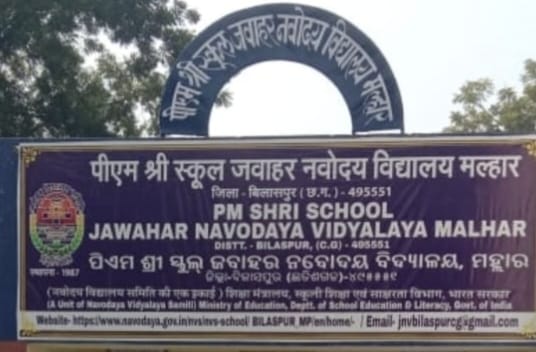 पीएम श्री स्कूल जवाहर नवोदय विद्यालय मल्हार
पीएम श्री स्कूल जवाहर नवोदय विद्यालय मल्हार
जिला - बिलासपुर (छ.ग.) - 495551
PM SHRI SCHOOL
JAWAHAR NAVODAYA VIDYALAYA MALHAR
DISTT. - BILASPUR, (C.G) - 495551
ପିଏମ ଶ୍ରୀ ସ୍କୁଲ୍ ଜବାହର ନବୋଦୟ ବିଦ୍ୟାଳୟ, ମହ୍ଲାର
ଜିଲ୍ଲା-ବିଳାସପୁର (ଛତିଶଗଡ଼)-୪୯୫୫୫୧
स्थापना - 1987
(नवोदय विद्यालय समिति की एक इकाई) शिक्षा मंत्रालय, स्कूली शिक्षा एवं साक्षरता विभाग, भारत सरकार
(A Unit of Navodaya Vidyalaya Samiti) Ministry of Education, Deptt. of School Education & Literacy, Govt. of India
Website- https://www.navodaya.gov.in/nvs/nvs-school/ BILASPUR_MP/en/home/- / Email- jnvbilaspurcg@gmail.com